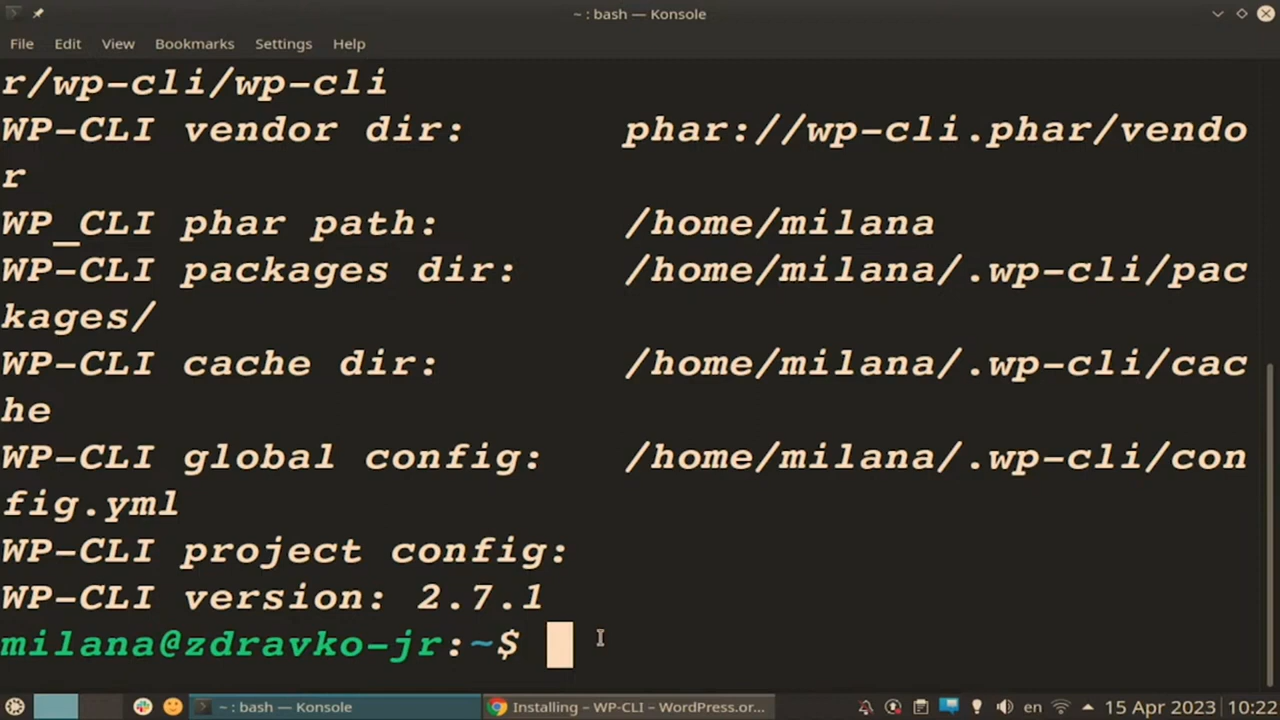 ~ : bash — Konsole
File Edit View Bookmarks Settings Help
r/wp-cli/wp-cli
WP-CLI vendor dir: phar://wp-cli.phar/vendo
r
WP_CLI phar path: /home/milana
WP-CLI packages dir: /home/milana/.wp-cli/pac
kages/
WP-CLI cache dir: /home/milana/.wp-cli/cac
he
WP-CLI global config: /home/milana/.wp-cli/con
fig.yml
WP-CLI project config:
WP-CLI version: 2.7.1
milana@zdravko-jr:~$
~ : bash — Konsole Installing – WP-CLI – WordPress.or... en 15 Apr 2023 10:22